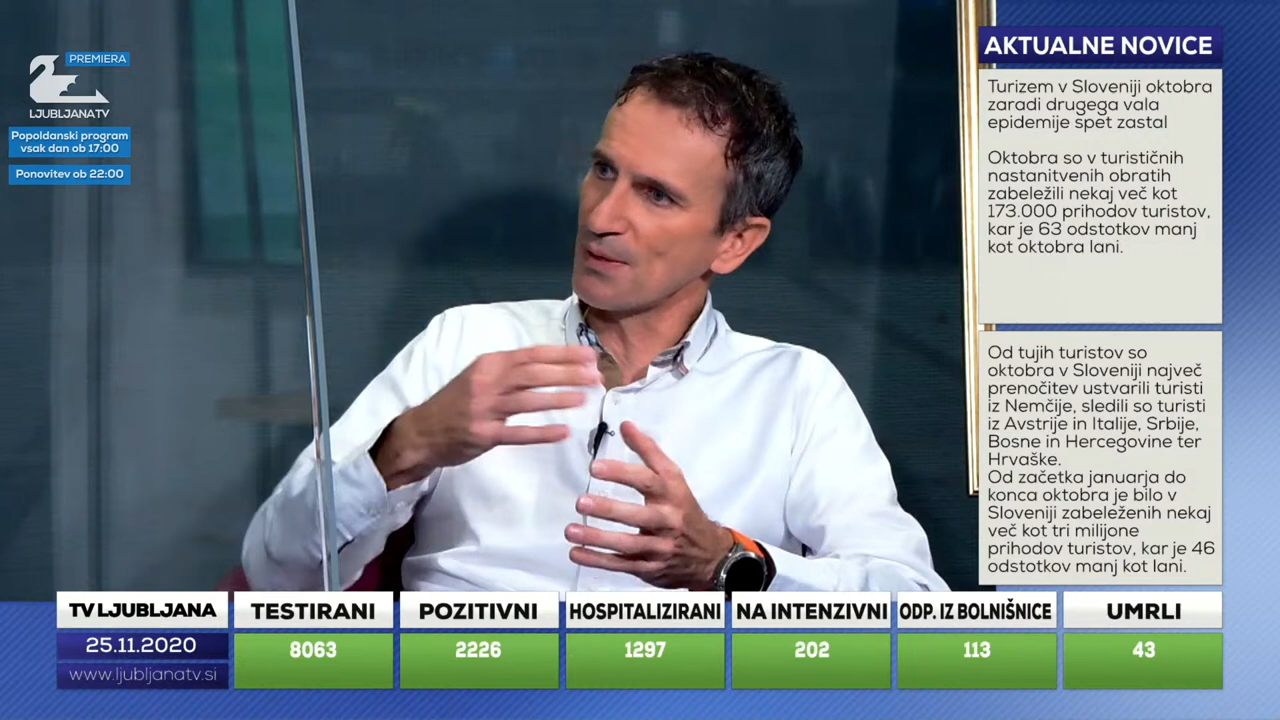 PREMIERA
LJUBLJANATV
Popoldanski program
vsak dan ob 17:00
Ponovitev ob 22:00
AKTUALNE NOVICE
Turizem v Sloveniji oktobra
zaradi drugega vala
epidemije spet zastal
Oktobra so v turističnih
nastanitvenih obratih
zabeležili nekaj več kot
173.000 prihodov turistov,
kar je 63 odstotkov manj
kot oktobra lani.
Od tujih turistov so
oktobra v Sloveniji največ
prenočitev ustvarili turisti
iz Nemčije, sledili so turisti
iz Avstrije in Italije, Srbije,
Bosne in Hercegovine ter
Hrvaške.
Od začetka januarja do
konca oktobra je bilo v
Sloveniji zabeleženih nekaj
več kot tri milijone
prihodov turistov, kar je 46
odstotkov manj kot lani.
TV LJUBLJANA TESTIRANI POZITIVNI HOSPITALIZIRANI NA INTENZIVNI ODP. IZ BOLNIŠNICE UMRLI
25.11.2020 8063 2226 1297 202 113 43
www.ljubljanatv.si